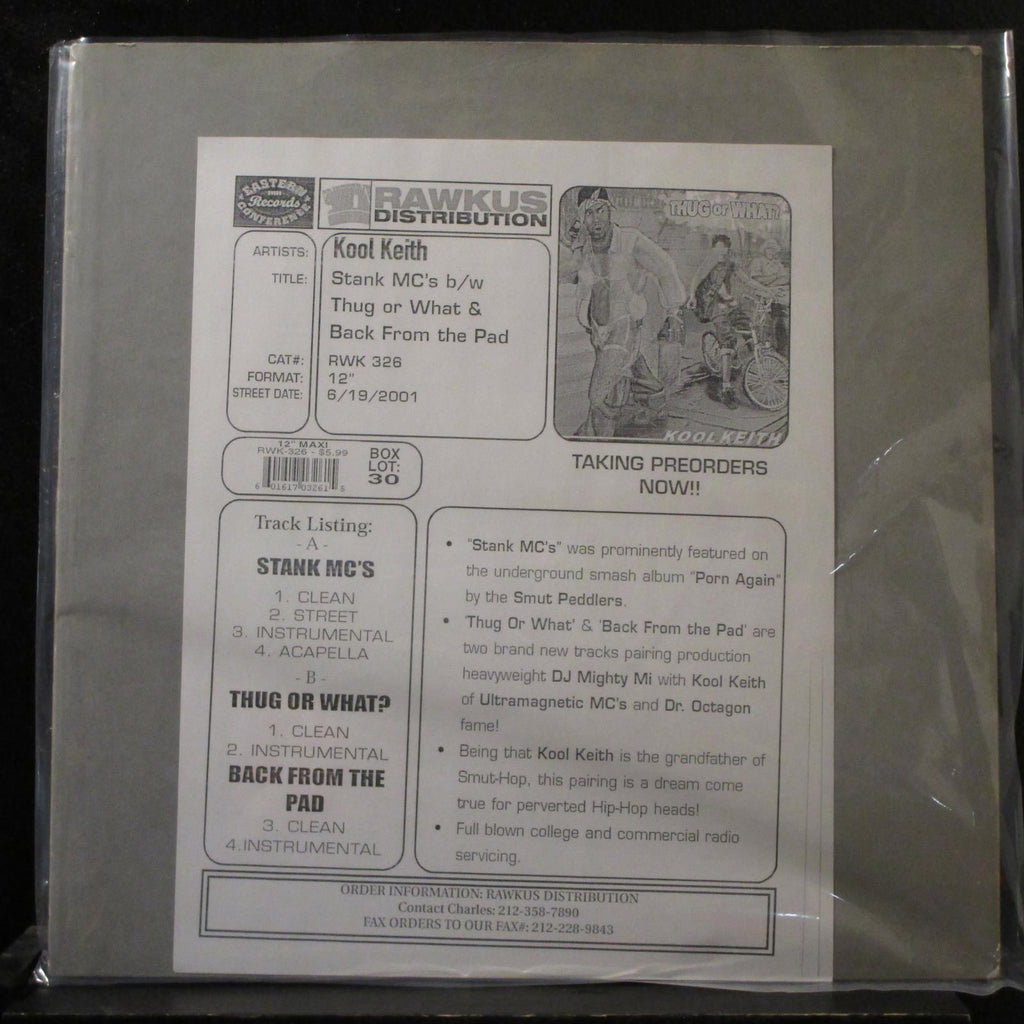 EASTERN
Records
CONFERENCE
RAWKUS
DISTRIBUTION
ARTISTS: Kool Keith
TITLE: Stank MC's b/w
Thug or What &
Back From the Pad
CAT#: RWK 326
FORMAT: 12"
STREET DATE: 6/19/2001
THUG or WHAT?
KOOL KEITH
TAKING PREORDERS
NOW!!
12" MAXI
RWK-326 - $5.99
6 01617 03261 5
BOX
LOT:
30
Track Listing:
- A -
STANK MC'S
1. CLEAN
2. STREET
3. INSTRUMENTAL
4. ACAPELLA
- B -
THUG OR WHAT?
1. CLEAN
2. INSTRUMENTAL
BACK FROM THE
PAD
3. CLEAN
4.INSTRUMENTAL
• "Stank MC's" was prominently featured on
the underground smash album "Porn Again"
by the Smut Peddlers.
• 'Thug Or What' & 'Back From the Pad' are
two brand new tracks pairing production
heavyweight DJ Mighty Mi with Kool Keith
of Ultramagnetic MC's and Dr. Octagon
fame!
• Being that Kool Keith is the grandfather of
Smut-Hop, this pairing is a dream come
true for perverted Hip-Hop heads!
• Full blown college and commercial radio
servicing.
ORDER INFORMATION: RAWKUS DISTRIBUTION
Contact Charles: 212-358-7890
FAX ORDERS TO OUR FAX#: 212-228-9843